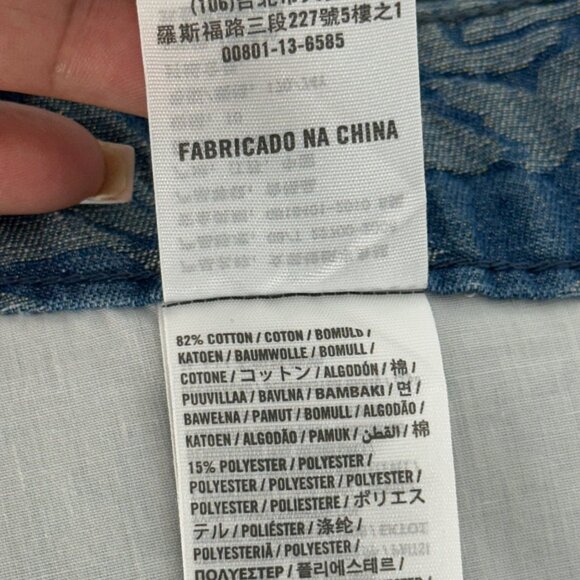 (106)台北市
羅斯福路三段227號5樓之1
00801-13-6585
FABRICADO NA CHINA
82% COTTON / COTON / BOMULD /
KATOEN / BAUMWOLLE / BOMULL /
COTONE / コットン / ALGODÓN / 棉 /
PUUVILLAA / BAVLNA / BAMBAKI / 면 /
BAWEŁNA / PAMUT / BOMULL / ALGODÃO /
KATOEN / ALGODÃO / PAMUK / القطن / 棉
15% POLYESTER / POLYESTER /
POLYESTER / POLYESTER / POLYESTER /
POLYESTER / POLIESTERE / ポリエス
テル / POLIÉSTER / 涤纶 /
POLYESTERIÄ / POLYESTER /
ΠΟΛΥΕΣΤΕΡ / 폴리에스테르 /